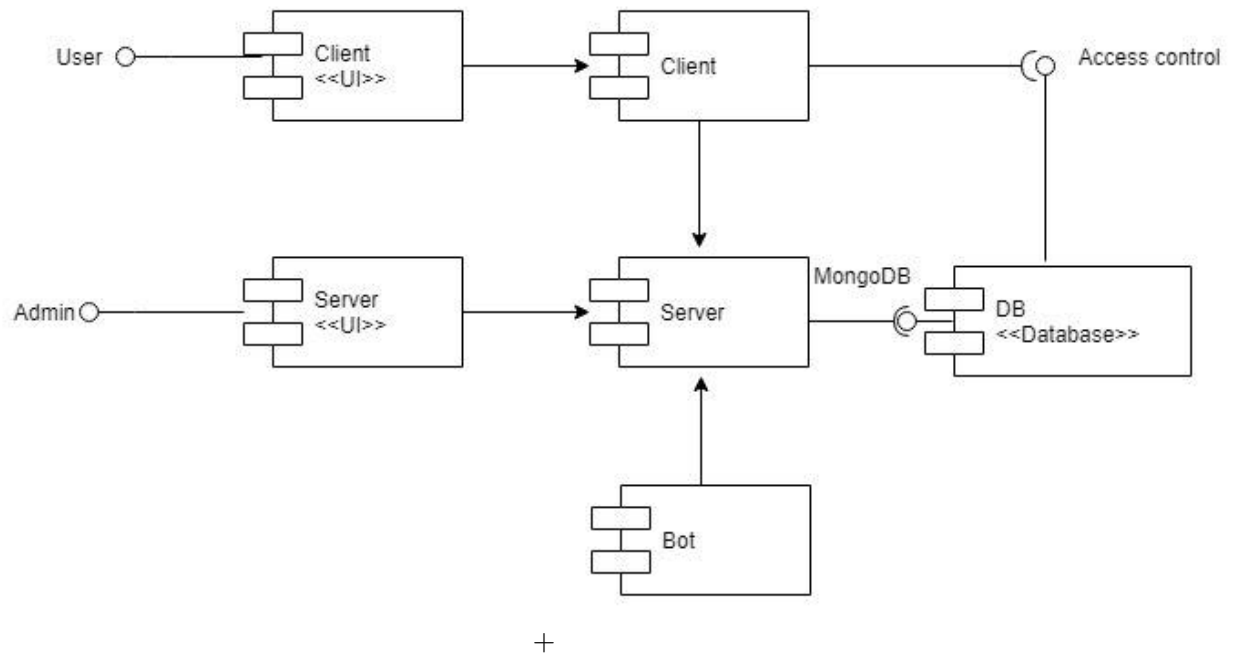 User
Client
<<UI>>
Client
Access control
Admin
Server
<<UI>>
Server
MongoDB
DB
<<Database>>
Bot